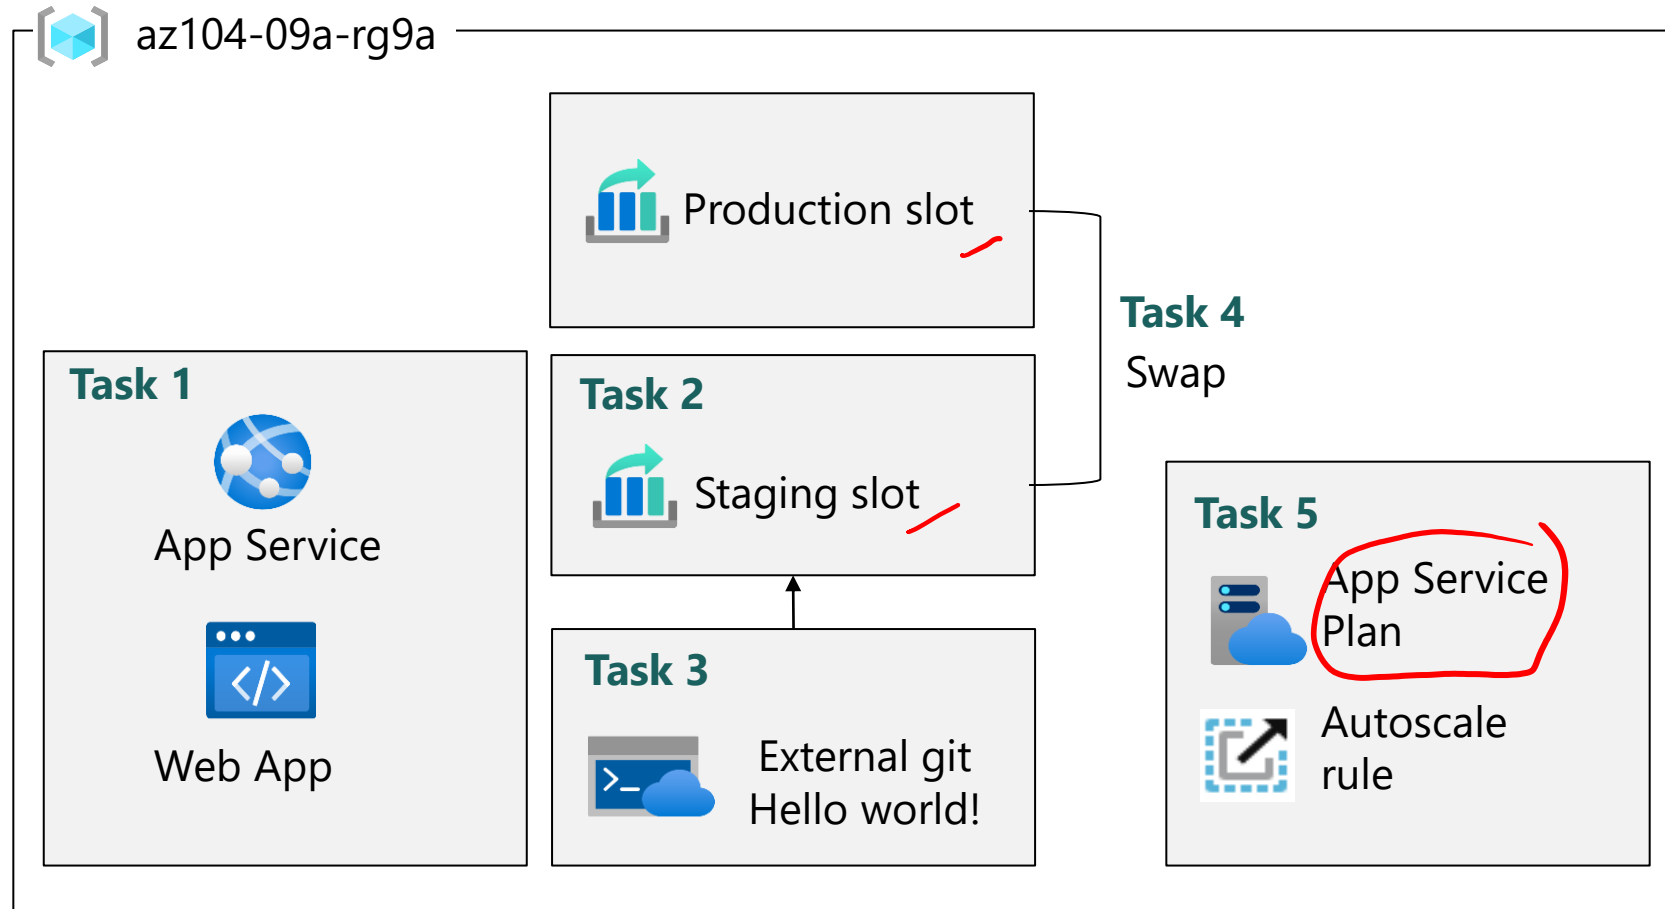 az104-09a-rg9a
Production slot
Task 4
Swap
Task 1
App Service
Web App
Task 2
Staging slot
Task 3
External git
Hello world!
Task 5
App Service
Plan
Autoscale
rule